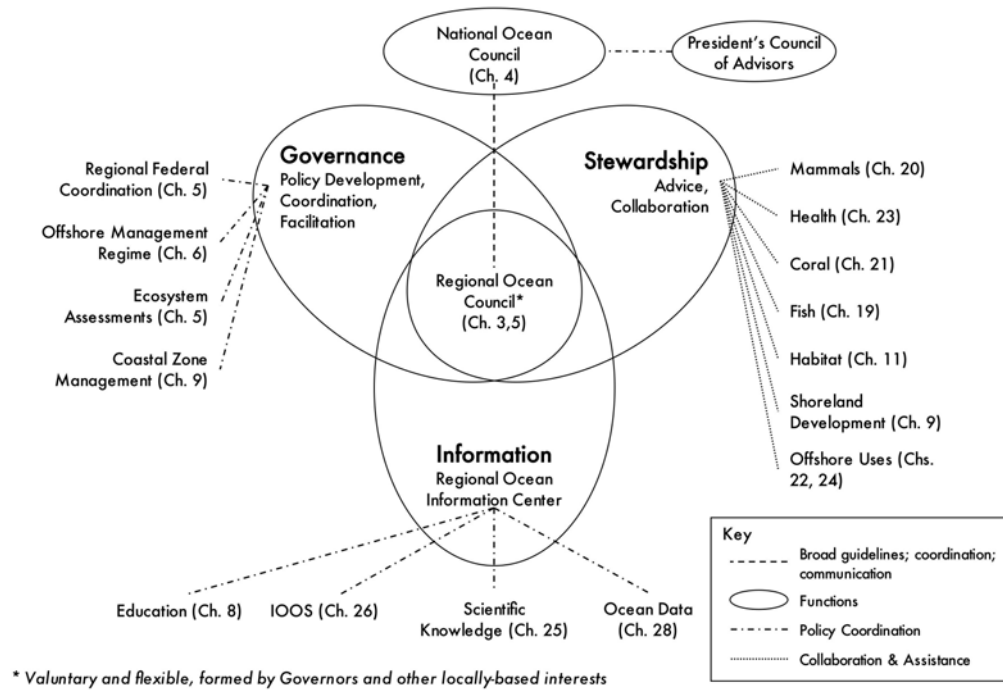 National Ocean
Council
(Ch. 4)
President's Council
of Advisors
Governance
Policy Development,
Coordination,
Facilitation
Stewardship
Advice,
Collaboration
Regional Federal
Coordination (Ch. 5)
Offshore Management
Regime (Ch. 6)
Ecosystem
Assessments (Ch. 5)
Coastal Zone
Management (Ch. 9)
Regional Ocean
Council*
(Ch. 3,5)
Mammals (Ch. 20)
Health (Ch. 23)
Coral (Ch. 21)
Fish (Ch. 19)
Habitat (Ch. 11)
Shoreland
Development (Ch. 9)
Offshore Uses (Chs.
22, 24)
Information
Regional Ocean
Information Center
Education (Ch. 8)
IOOS (Ch. 26)
Scientific
Knowledge (Ch. 25)
Ocean Data
(Ch. 28)
Key
Broad guidelines; coordination;
communication
Functions
Policy Coordination
Collaboration & Assistance
* Valuntary and flexible, formed by Governors and other locally-based interests